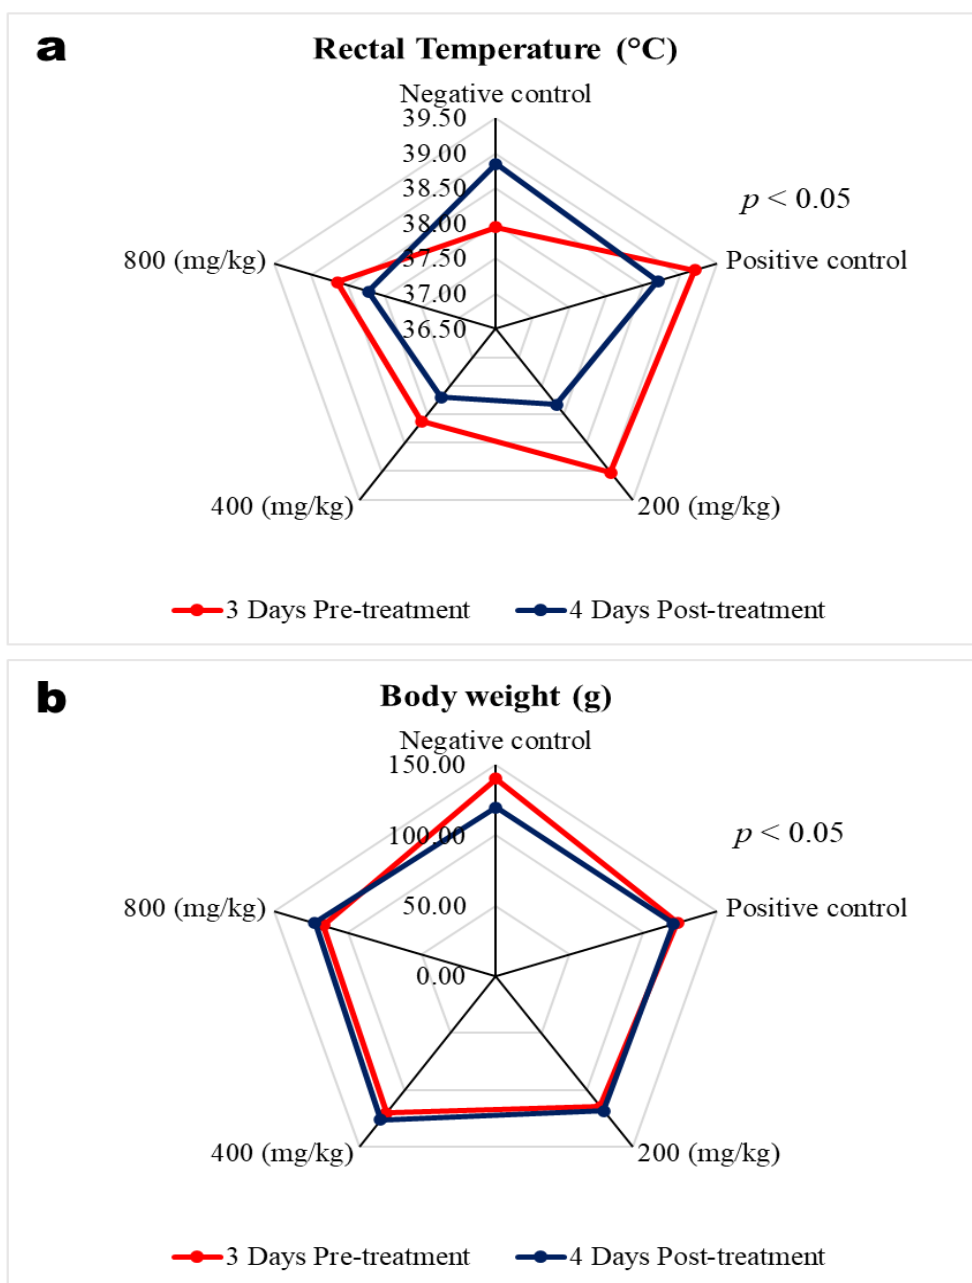 a
Rectal Temperature (°C)
Negative control
39.50
39.00
38.50
p < 0.05
38.00
800 (mg/kg)
37.50
Positive control
37.00
36.50
400 (mg/kg)
200 (mg/kg)
3 Days Pre-treatment
4 Days Post-treatment
b
Body weight (g)
Negative control
150.00
100.00
p < 0.05
800 (mg/kg)
50.00
Positive control
0.00
400 (mg/kg)
200 (mg/kg)
3 Days Pre-treatment
4 Days Post-treatment